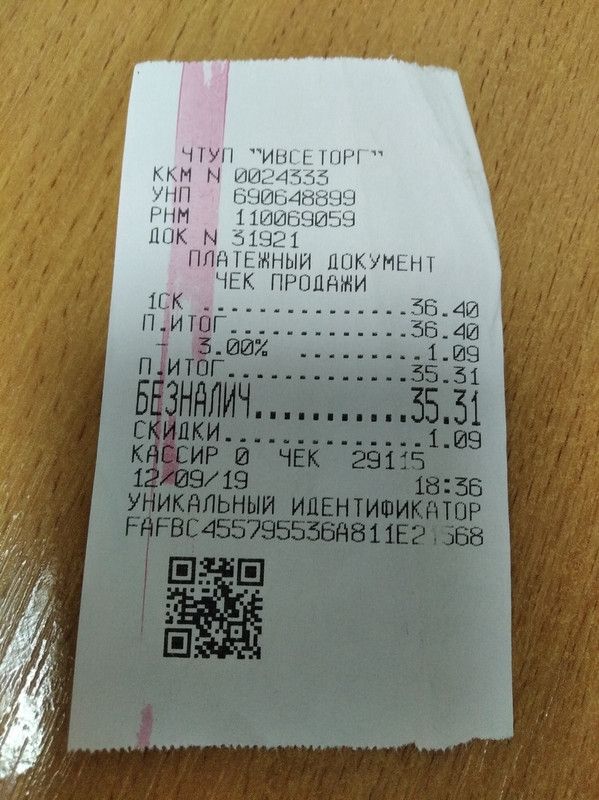 ЧТУП "ИВСЕТОРГ"
ККМ N 0024333
УНП 690648899
РНМ 110069059
ДОК N 31921
ПЛАТЕЖНЫЙ ДОКУМЕНТ
ЧЕК ПРОДАЖИ
1СК ..................36.40
П.ИТОГ................36.40
- 3.00% ..........1.09
П.ИТОГ................35.31
БЕЗНАЛИЧ............35.31
СКИДКИ................1.09
КАССИР 0 ЧЕК 29115
12/09/19 18:36
УНИКАЛЬНЫЙ ИДЕНТИФИКАТОР